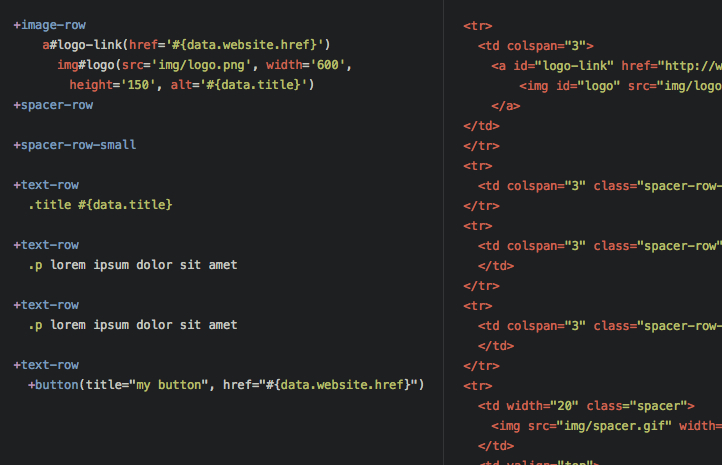 +image-row
a#logo-link(href='#{data.website.href}')
img#logo(src='img/logo.png', width='600',
height='150', alt='#{data.title}')
+spacer-row
+spacer-row-small
+text-row
.title #{data.title}
+text-row
.p lorem ipsum dolor sit amet
+text-row
.p lorem ipsum dolor sit amet
+text-row
+button(title="my button", href="#{data.website.href}")
<tr>
<td colspan="3">
<a id="logo-link" href="http://w
<img id="logo" src="img/logo
</a>
</td>
</tr>
<tr>
<td colspan="3" class="spacer-row-
</tr>
<tr>
<td colspan="3" class="spacer-row"
</td>
</tr>
<tr>
<td colspan="3" class="spacer-row-
</td>
</tr>
<tr>
<td width="20" class="spacer">
<img src="img/spacer.gif" width=
</td>
<td valign="top">